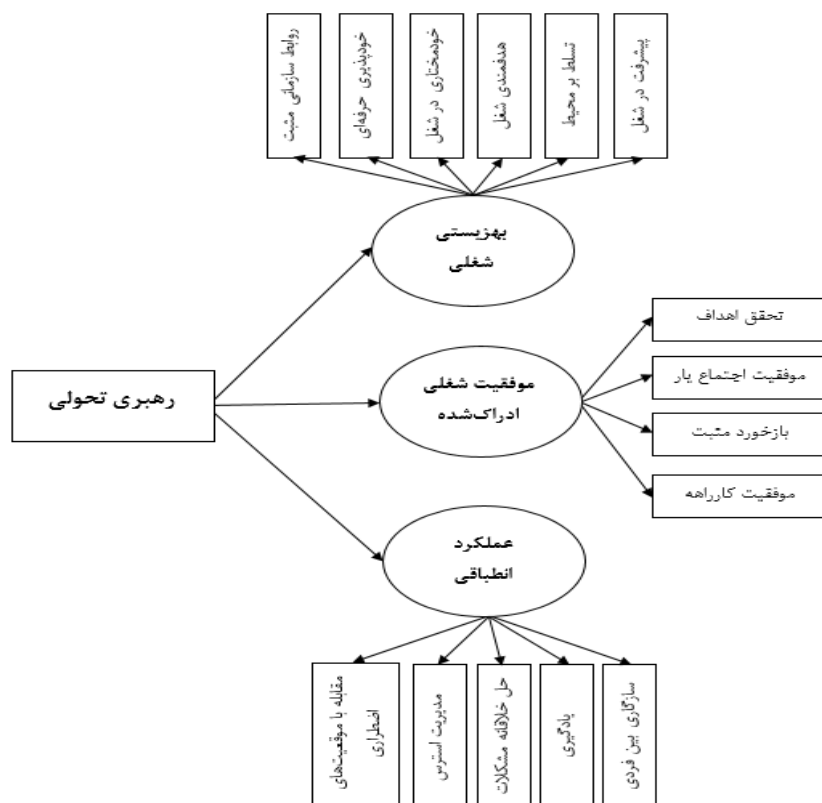 روابط سازمانی مثبت
خودپذیری حرفه‌ای
خودمختاری در شغل
هدفمندی شغل
تسلط بر محیط
پیشرفت در شغل
بهزیستی
شغلی
رهبری تحولی
موفقیت شغلی
ادراک‌شده
تحقق اهداف
موفقیت اجتماع یار
بازخورد مثبت
موفقیت کارراهه
عملکرد
انطباقی
مقابله با موقعیت‌های
اضطراری
مدیریت استرس
حل خلاقانه مشکلات
یادگیری
سازگاری بین فردی